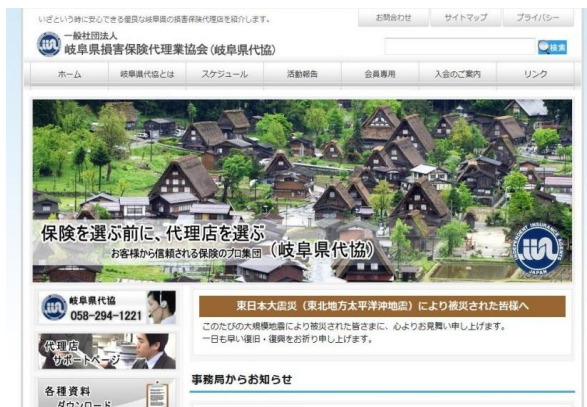 いざという時に安心できる優良な岐阜県の損害保険代理店を紹介します。
お問合わせ
サイトマップ
プライバシー
一般社団法人
岐阜県損害保険代理業協会(岐阜県代協)
検索
ホーム
岐阜県代協とは
スケジュール
活動報告
会員専用
入会のご案内
リンク
保険を選ぶ前に、代理店を選ぶ
お客様から信頼される保険のプロ集団
(岐阜県代協)
INDEPENDENT INSURANCE AGENTS
JAPAN
岐阜県代協
058-294-1221
東日本大震災(東北地方太平洋沖地震)により被災された皆様へ
このたびの大規模地震により被災された皆さまに、心よりお見舞い申し上げます。
一日も早い復旧・復興をお祈り申し上げます。
代理店
サポートページ
事務局からお知らせ
各種資料
ダウンロード